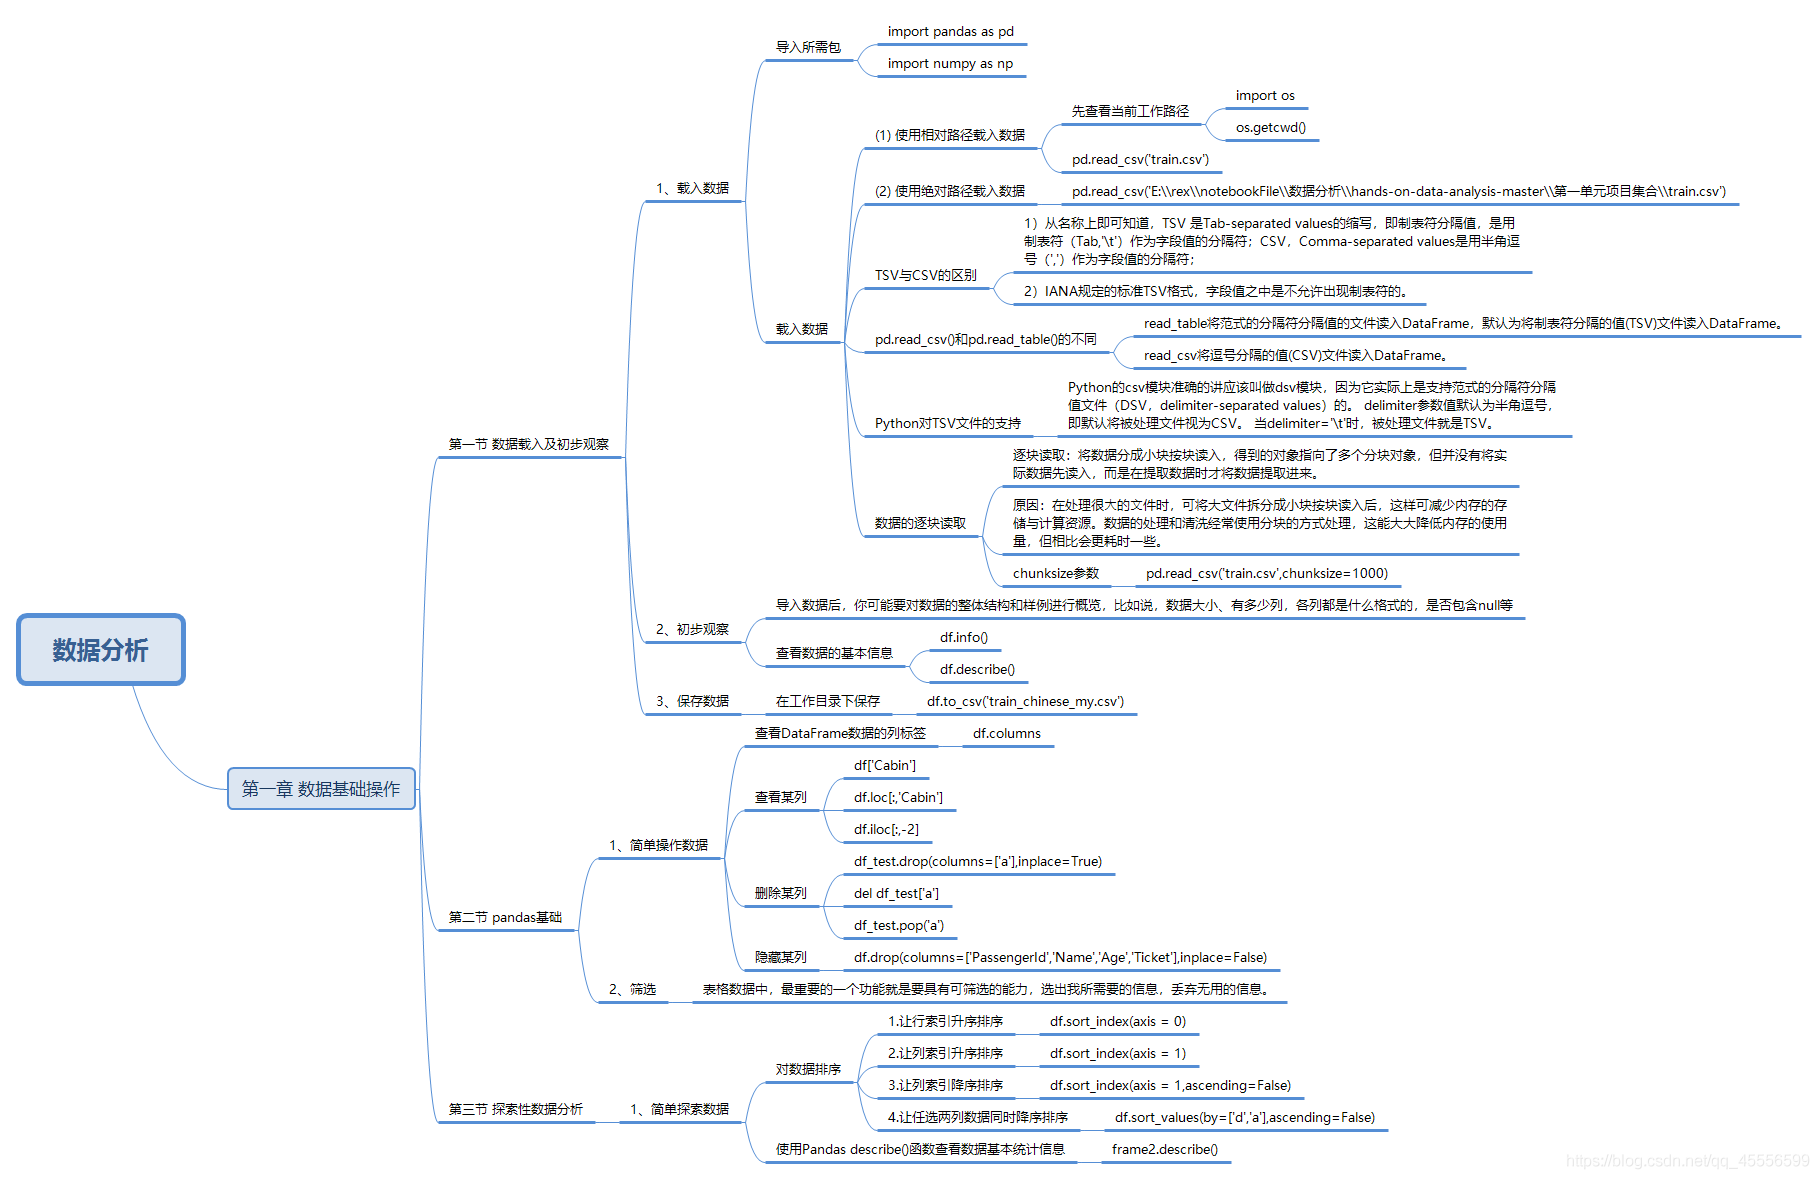 数据分析
第一章 数据基础操作
第一节 数据载入及初步观察
1、载入数据
导入所需包
import pandas as pd
import numpy as np
载入数据
(1) 使用相对路径载入数据
先查看当前工作路径
import os
os.getcwd()
pd.read_csv('train.csv')
(2) 使用绝对路径载入数据
pd.read_csv('E:\\rex\\notebookFile\\数据分析\\hands-on-data-analysis-master\\第一单元项目集合\\train.csv')
TSV与CSV的区别
1）从名称上即可知道，TSV 是Tab-separated values的缩写，即制表符分隔值，是用
制表符（Tab,'\t'）作为字段值的分隔符；CSV，Comma-separated values是用半角逗
号（','）作为字段值的分隔符；
2）IANA规定的标准TSV格式，字段值之中是不允许出现制表符的。
pd.read_csv()和pd.read_table()的不同
read_table将范式的分隔符分隔值的文件读入DataFrame，默认为将制表符分隔的值(TSV)文件读入DataFrame。
read_csv将逗号分隔的值(CSV)文件读入DataFrame。
Python对TSV文件的支持
Python的csv模块准确的讲应该叫做dsv模块，因为它实际上是支持范式的分隔符分隔
值文件（DSV，delimiter-separated values）的。 delimiter参数值默认为半角逗号，
即默认将被处理文件视为CSV。 当delimiter='\t'时，被处理文件就是TSV。
数据的逐块读取
逐块读取：将数据分成小块按块读入，得到的对象指向了多个分块对象，但并没有将实
际数据先读入，而是在提取数据时才将数据提取进来。
原因：在处理很大的文件时，可将大文件拆分成小块按块读入后，这样可减少内存的存
储与计算资源。数据的处理和清洗经常使用分块的方式处理，这能大大降低内存的使用
量，但相比会更耗时一些。
chunksize参数
pd.read_csv('train.csv',chunksize=1000)
2、初步观察
导入数据后，你可能要对数据的整体结构和样例进行概览，比如说，数据大小、有多少列，各列都是什么格式的，是否包含null等
查看数据的基本信息
df.info()
df.describe()
3、保存数据
在工作目录下保存
df.to_csv('train_chinese_my.csv')
第二节 pandas基础
1、简单操作数据
查看DataFrame数据的列标签
df.columns
查看某列
df['Cabin']
df.loc[:,'Cabin']
df.iloc[:,-2]
删除某列
df_test.drop(columns=['a'],inplace=True)
del df_test['a']
df_test.pop('a')
隐藏某列
df.drop(columns=['PassengerId','Name','Age','Ticket'],inplace=False)
2、筛选
表格数据中，最重要的一个功能就是要具有可筛选的能力，选出我所需要的信息，丢弃无用的信息。
第三节 探索性数据分析
1、简单探索数据
对数据排序
1.让行索引升序排序
df.sort_index(axis = 0)
2.让列索引升序排序
df.sort_index(axis = 1)
3.让列索引降序排序
df.sort_index(axis = 1,ascending=False)
4.让任选两列数据同时降序排序
df.sort_values(by=['d','a'],ascending=False)
使用Pandas describe()函数查看数据基本统计信息
frame2.describe()
https://blog.csdn.net/qq_45556599